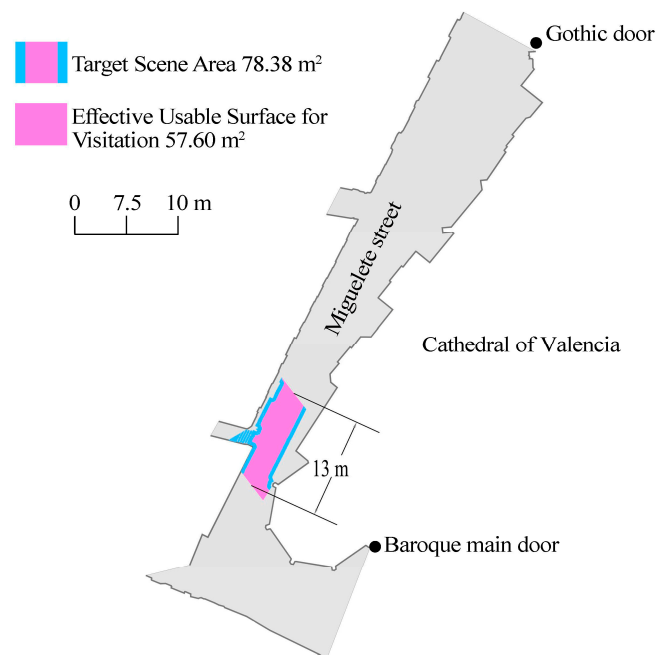 Gothic door
Target Scene Area 78.38 m²
Effective Usable Surface for
Visitation 57.60 m²
0 7.5 10 m
Miguelete street
Cathedral of Valencia
13 m
Baroque main door